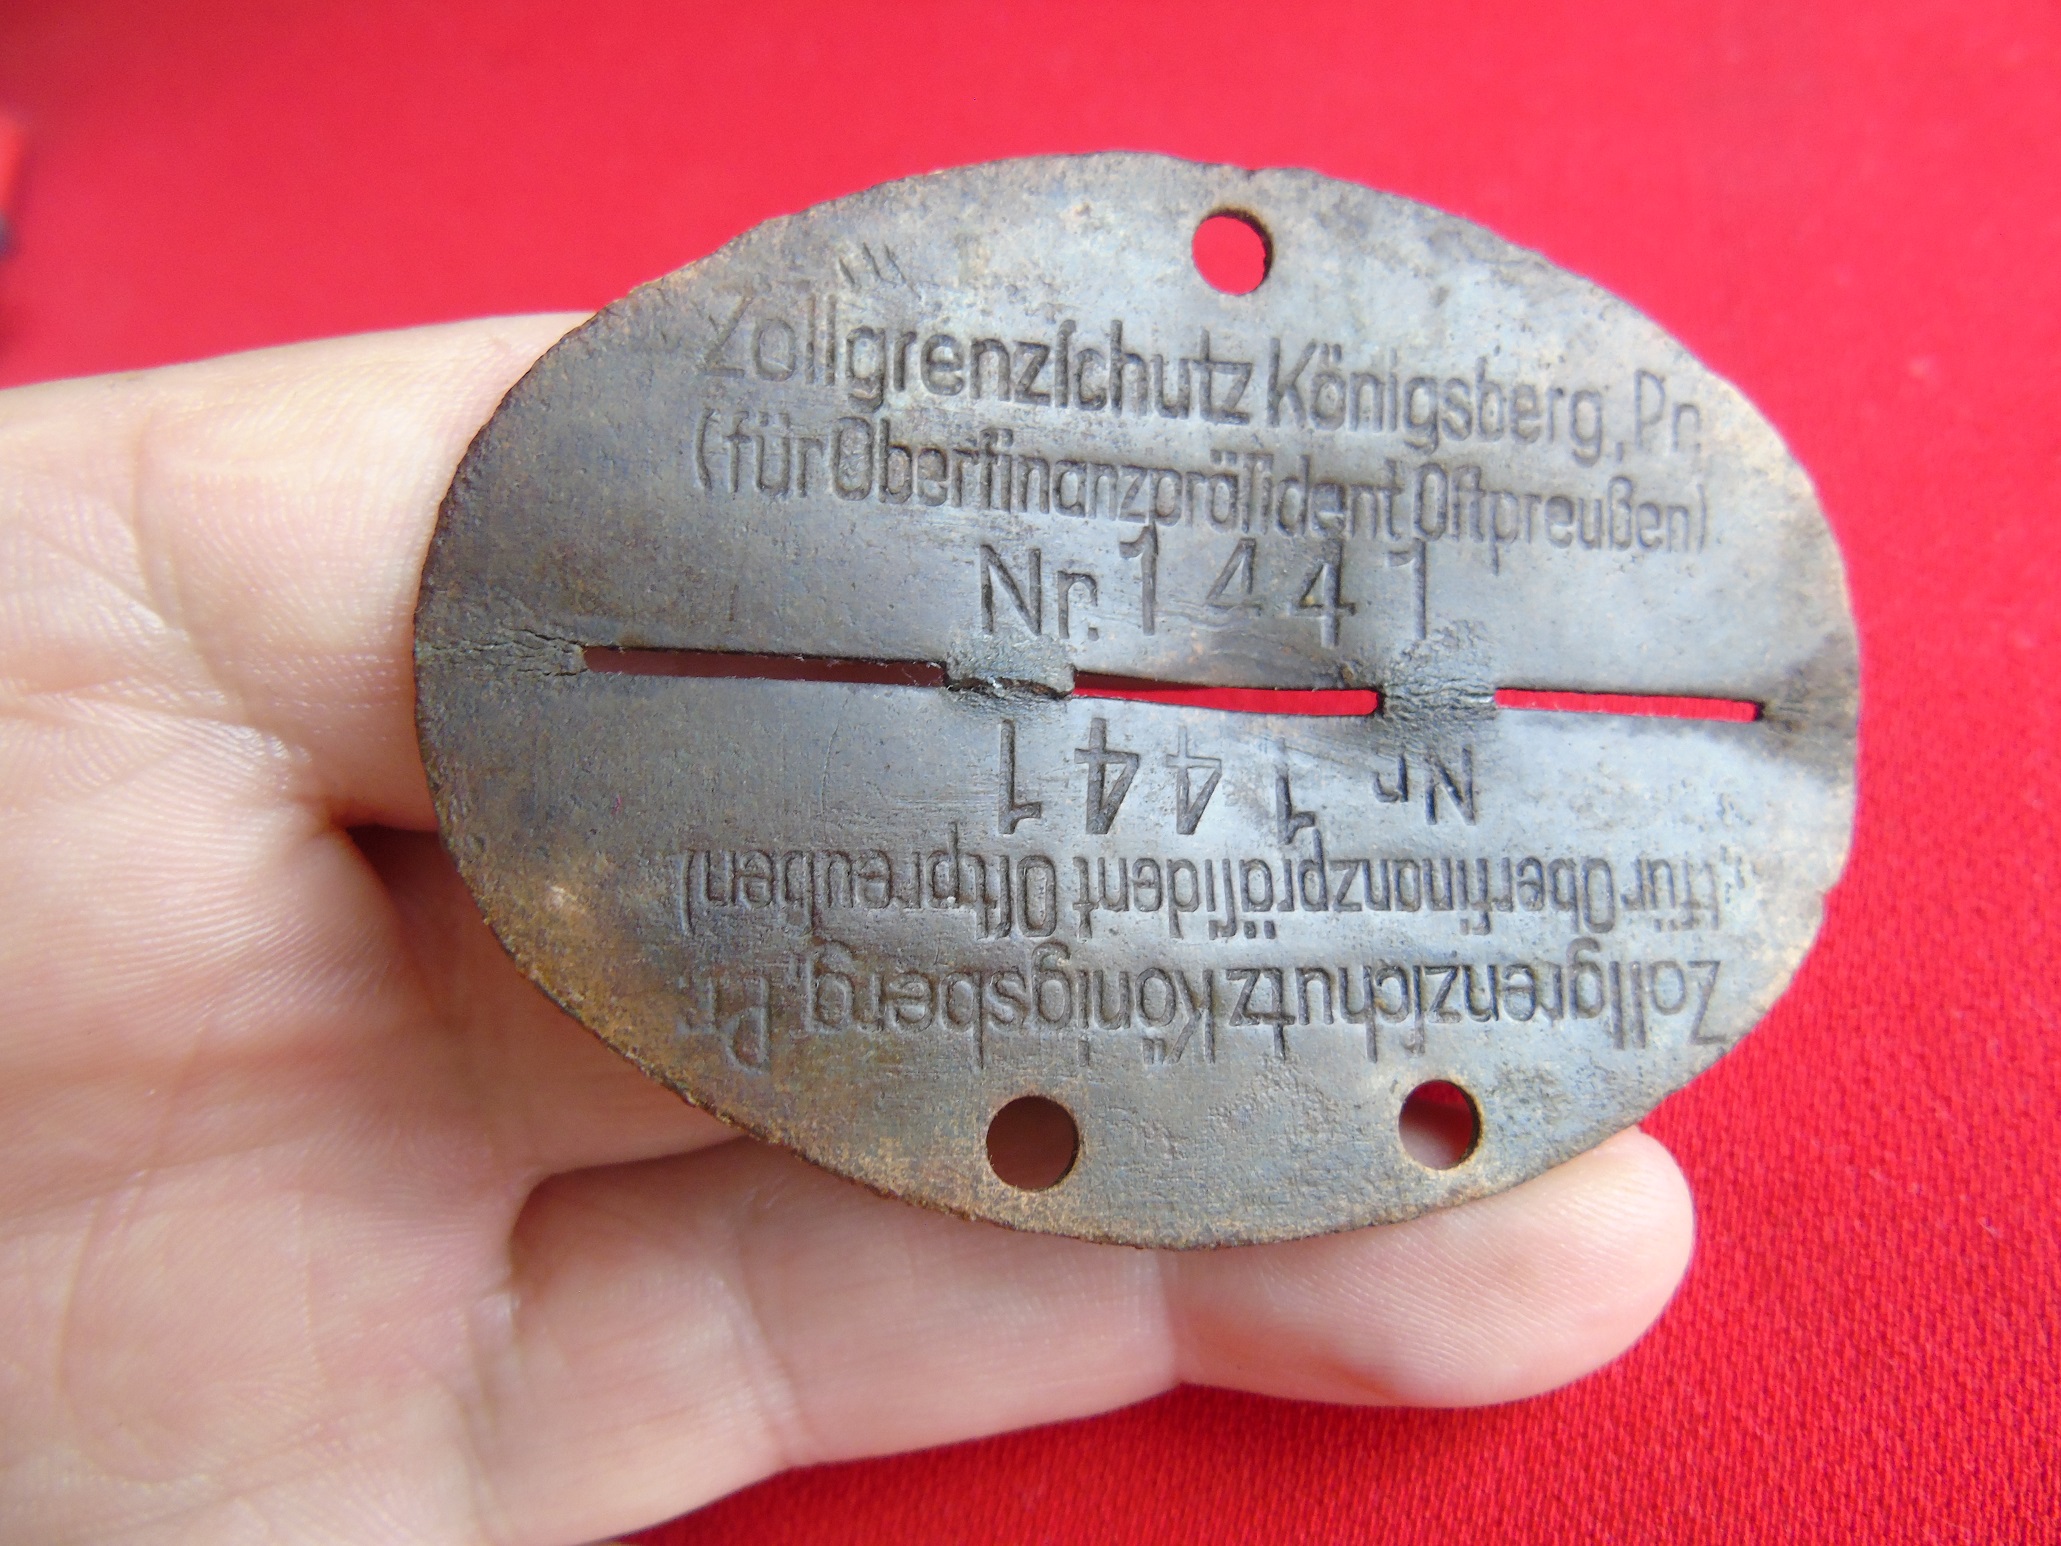 Zollgrenzſchutz Königsberg, Pr.
(für Oberfinanzpräſident Oſtpreußen)
Nr. 1441
Nr. 1441
(für Oberfinanzpräſident Oſtpreußen)
Zollgrenzſchutz Königsberg, Pr.